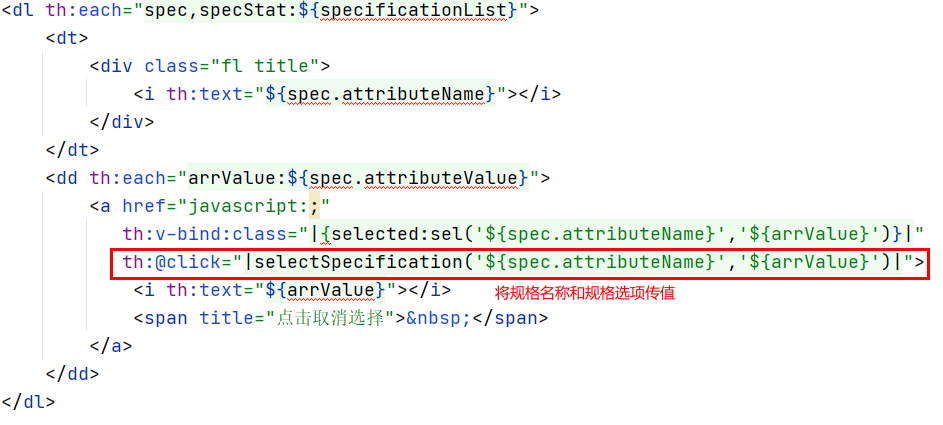 <dl th:each="spec,specStat:${specificationList}">
<dt>
<div class="fl title">
<i th:text="${spec.attributeName}"></i>
</div>
</dt>
<dd th:each="arrValue:${spec.attributeValue}">
<a href="javascript:;"
th:v-bind:class="|{selected:sel('${spec.attributeName}','${arrValue}')}|"
th:@click="|selectSpecification('${spec.attributeName}','${arrValue}')|">
<i th:text="${arrValue}"></i> 将规格名称和规格选项传值
<span title="点击取消选择">&nbsp;</span>
</a>
</dd>
</dl>